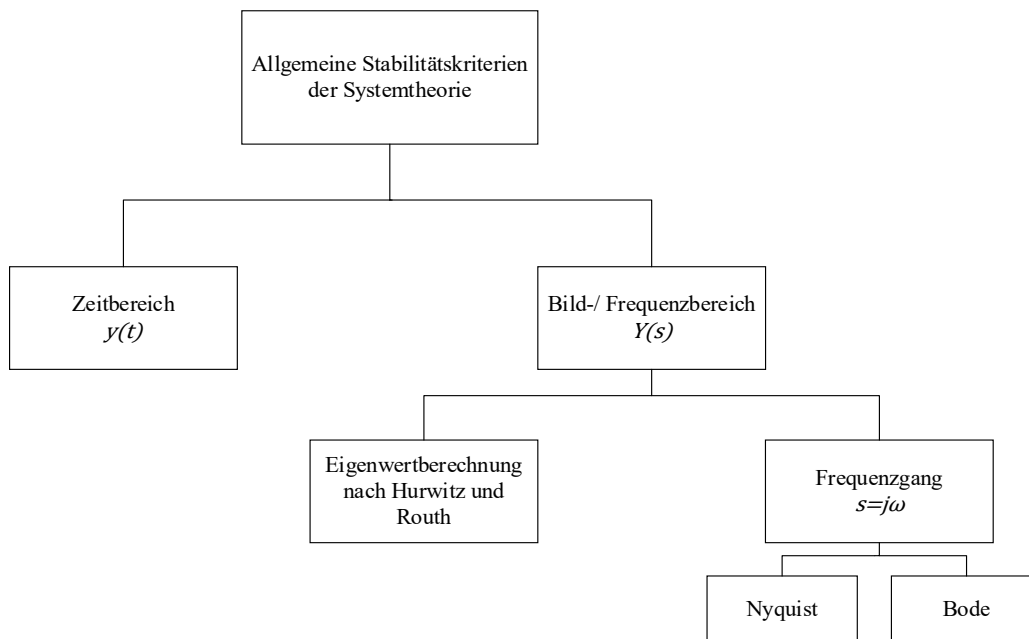 Allgemeine Stabilitätskriterien
der Systemtheorie
Zeitbereich
y(t)
Bild-/ Frequenzbereich
Y(s)
Eigenwertberechnung
nach Hurwitz und
Routh
Frequenzgang
s=jω
Nyquist
Bode